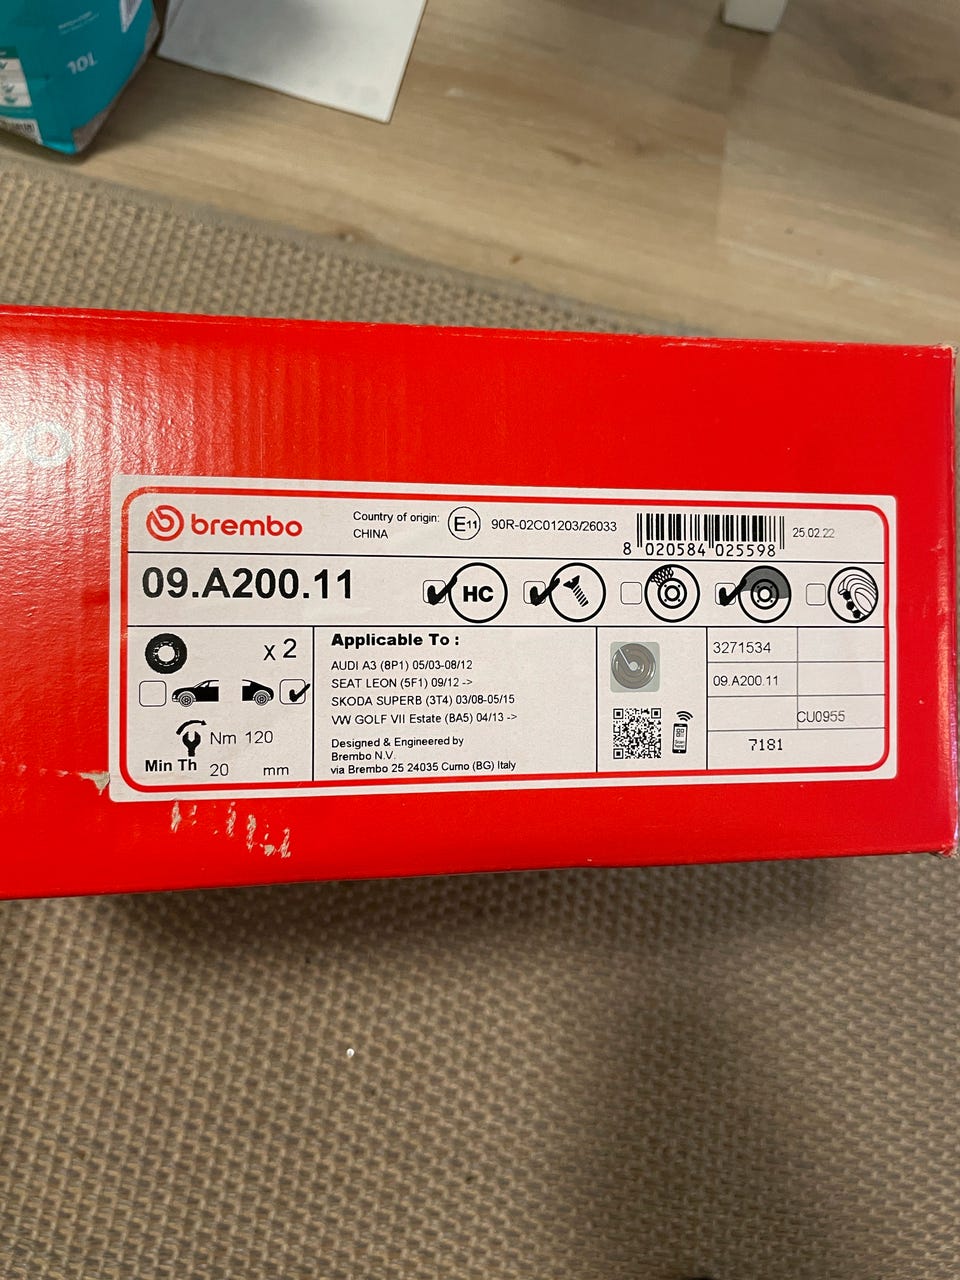 10L
brembo
Country of origin:
CHINA
E11
90R-02C01203/26033
8 020584 025598
25.02.22
09.A200.11
HC
x 2
Nm 120
Min Th 20 mm
Applicable To :
AUDI A3 (8P1) 05/03-08/12
SEAT LEON (5F1) 09/12 ->
SKODA SUPERB (3T4) 03/08-05/15
VW GOLF VII Estate (BA5) 04/13 ->
Designed & Engineered by
Brembo N.V.
via Brembo 25 24035 Curno (BG) Italy
3271534
09.A200.11
CU0955
7181